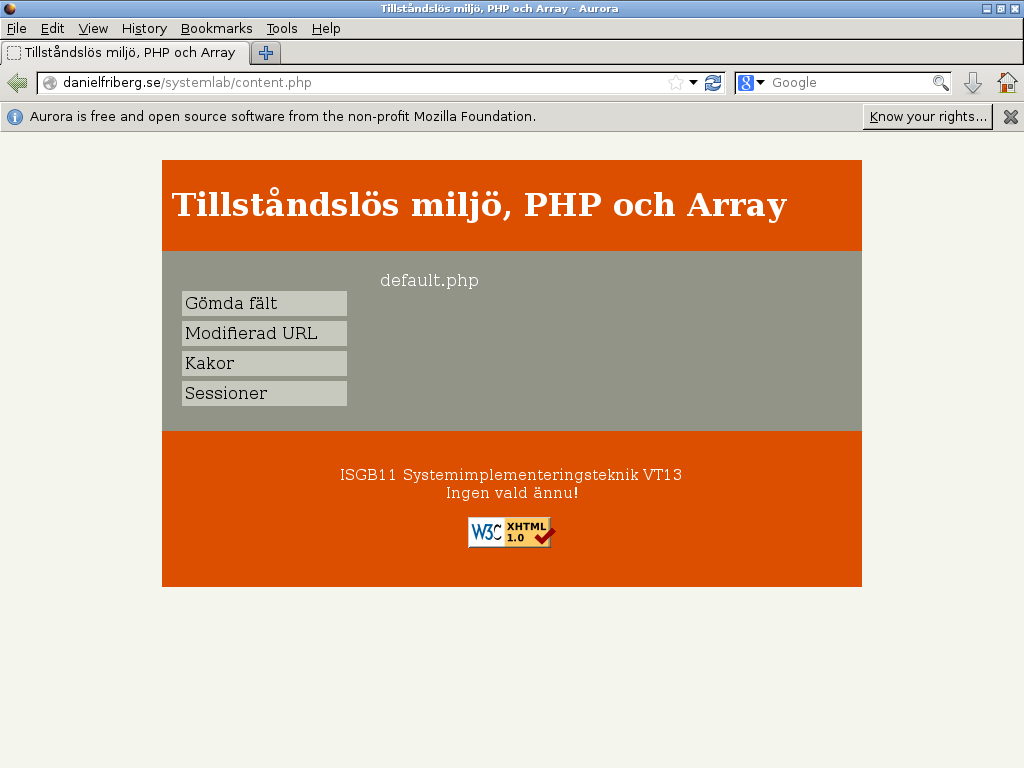 Tillståndslös miljö, PHP och Array - Aurora
File Edit View History Bookmarks Tools Help
Tillståndslös miljö, PHP och Array
danielfriberg.se/systemlab/content.php
Google
Aurora is free and open source software from the non-profit Mozilla Foundation.
Know your rights...
Tillståndslös miljö, PHP och Array
default.php
Gömda fält
Modifierad URL
Kakor
Sessioner
ISGB11 Systemimplementeringsteknik VT13
Ingen vald ännu!
W3C XHTML 1.0